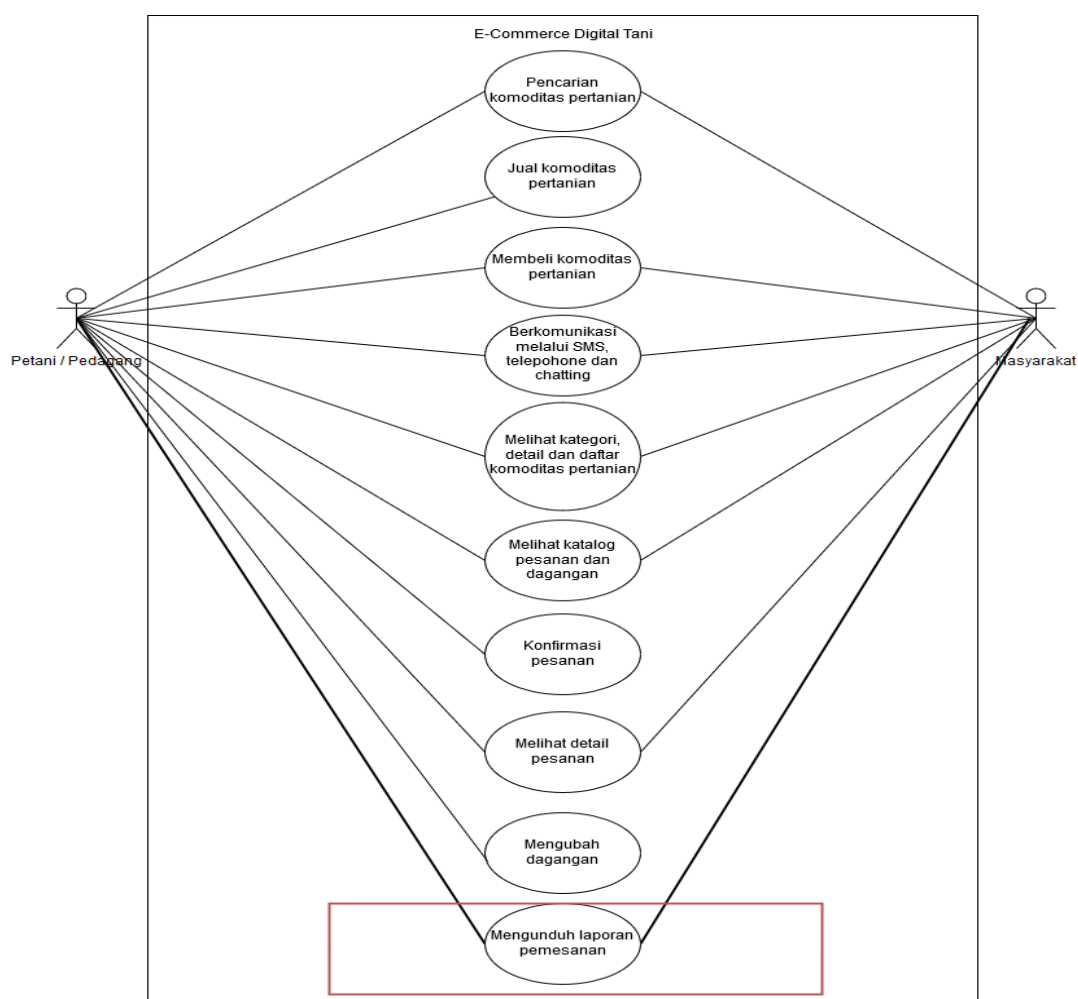 E-Commerce Digital Tani
Pencarian
komoditas pertanian
Jual komoditas
pertanian
Membeli komoditas
pertanian
Berkomunikasi
melalui SMS,
telepohone dan
chatting
Petani / Pedagang
Masyarakat
Melihat kategori,
detail dan daftar
komoditas pertanian
Melihat katalog
pesanan dan
dagangan
Konfirmasi
pesanan
Melihat detail
pesanan
Mengubah
dagangan
Mengunduh laporan
pemesanan